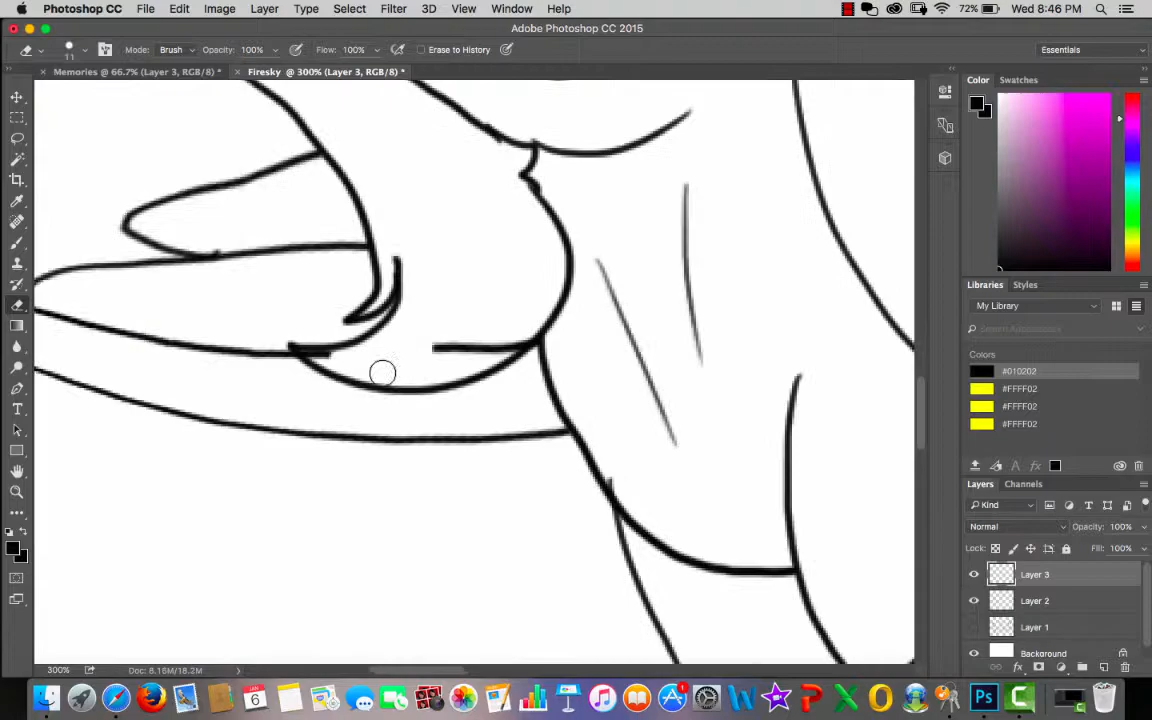 Photoshop CC File Edit Image Layer Type Select Filter 3D View Window Help 72% Wed 8:46 PM
Adobe Photoshop CC 2015
11 Mode: Brush Opacity: 100% Flow: 100% Erase to History Essentials
Memories @ 66.7% (Layer 3, RGB/8) * Firesky @ 300% (Layer 3, RGB/8) *
Color Swatches
Libraries Styles
My Library
Search Adobe Stock
Colors
#010202
#FFFF02
#FFFF02
#FFFF02
Layers Channels
Kind
Normal Opacity: 100%
Lock: Fill: 100%
Layer 3
Layer 2
Layer 1
Background
300% Doc: 8.16M/18.2M